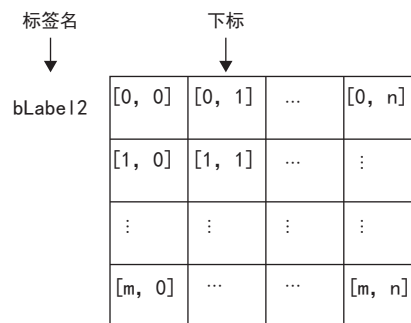 标签名 下标
bLabel2 [0, 0] [0, 1] … [0, n]
[1, 0] [1, 1] … ⋮
⋮ ⋮ ⋮ ⋮
[m, 0] … … [m, n]